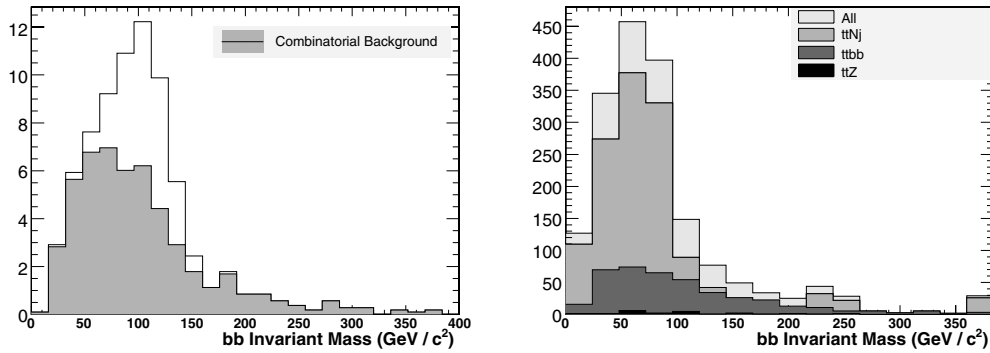 12
10
8
6
4
2
0
0 50 100 150 200 250 300 350 400
bb Invariant Mass (GeV / c²)
Combinatorial Background
450
400
350
300
250
200
150
100
50
0
0 50 100 150 200 250 300 350
bb Invariant Mass (GeV / c²)
All
ttNj
ttbb
ttZ